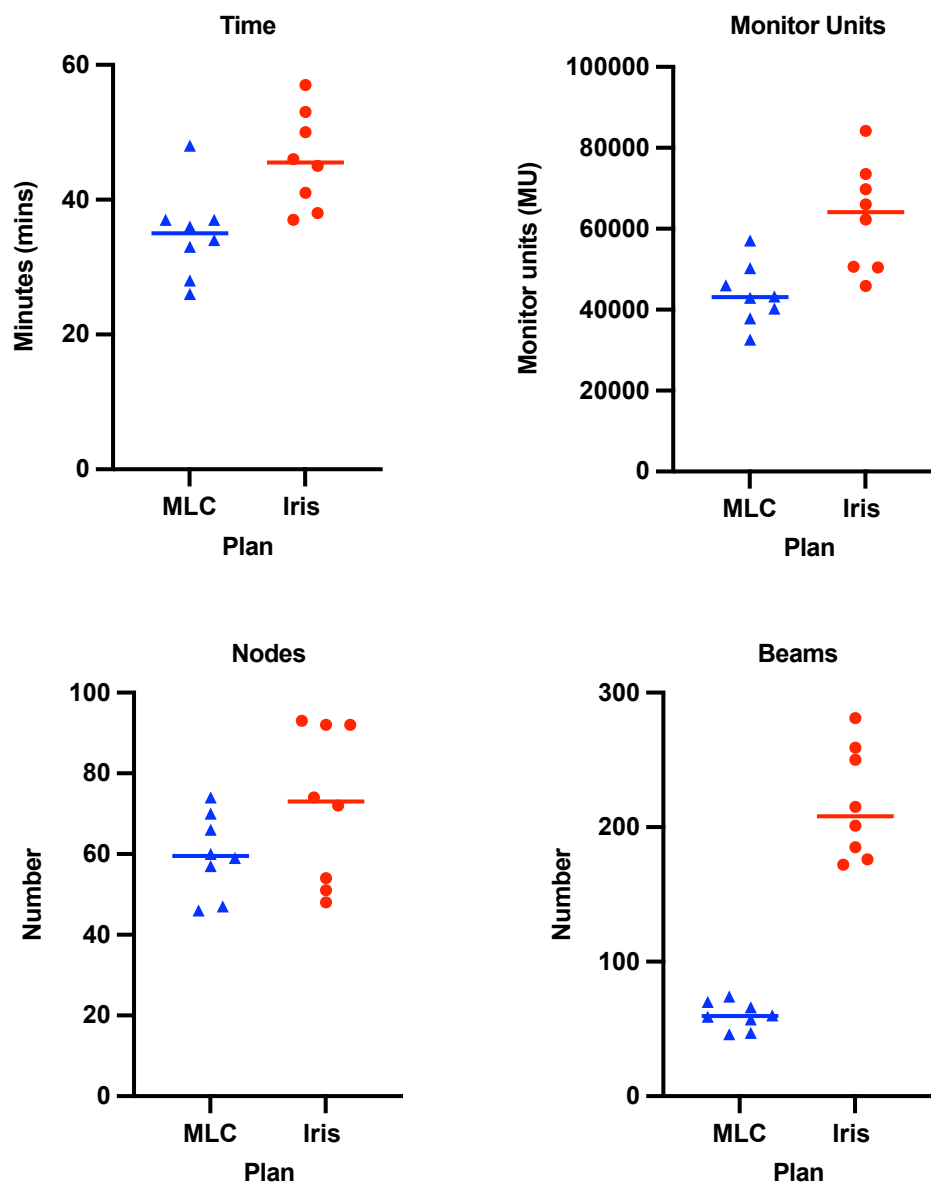 Time
Minutes (mins)
60
40
20
0
MLC Iris
Plan
Monitor Units
Monitor units (MU)
100000
80000
60000
40000
20000
0
MLC Iris
Plan
Nodes
Number
100
80
60
40
20
0
MLC Iris
Plan
Beams
Number
300
200
100
0
MLC Iris
Plan